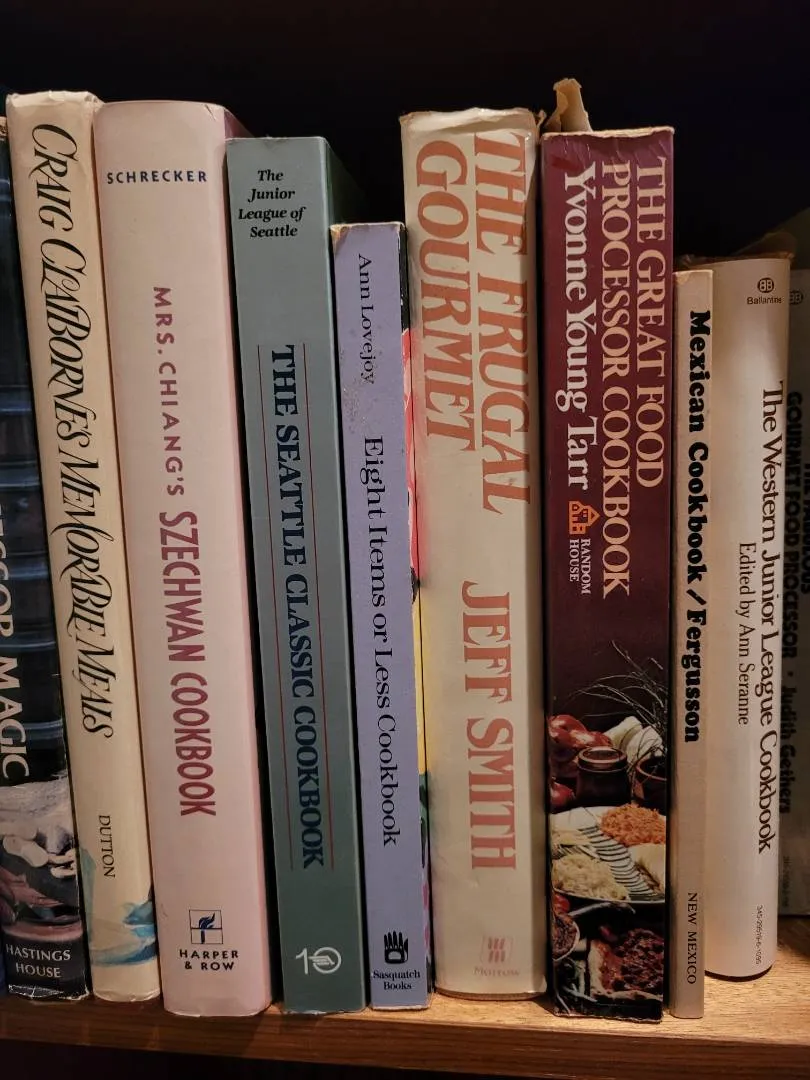 ESSOR MAGIC
HASTINGS
HOUSE
CRAIG CLAIBORNE'S MEMORABLE MEALS
DUTTON
SCHRECKER
MRS. CHIANG'S SZECHWAN COOKBOOK
HARPER
& ROW
The
Junior
League of
Seattle
THE SEATTLE CLASSIC COOKBOOK
Ann Lovejoy
Eight Items or Less Cookbook
Sasquatch
Books
THE FRUGAL
GOURMET
JEFF SMITH
Morrow
THE GREAT FOOD
PROCESSOR COOKBOOK
Yvonne Young Tarr
RANDOM
HOUSE
Mexican Cookbook / Fergusson
NEW MEXICO
BB
Ballantine
The Western Junior League Cookbook
Edited by Ann Seranne
GOURMET FOOD PROCESSOR • Judith Gethers